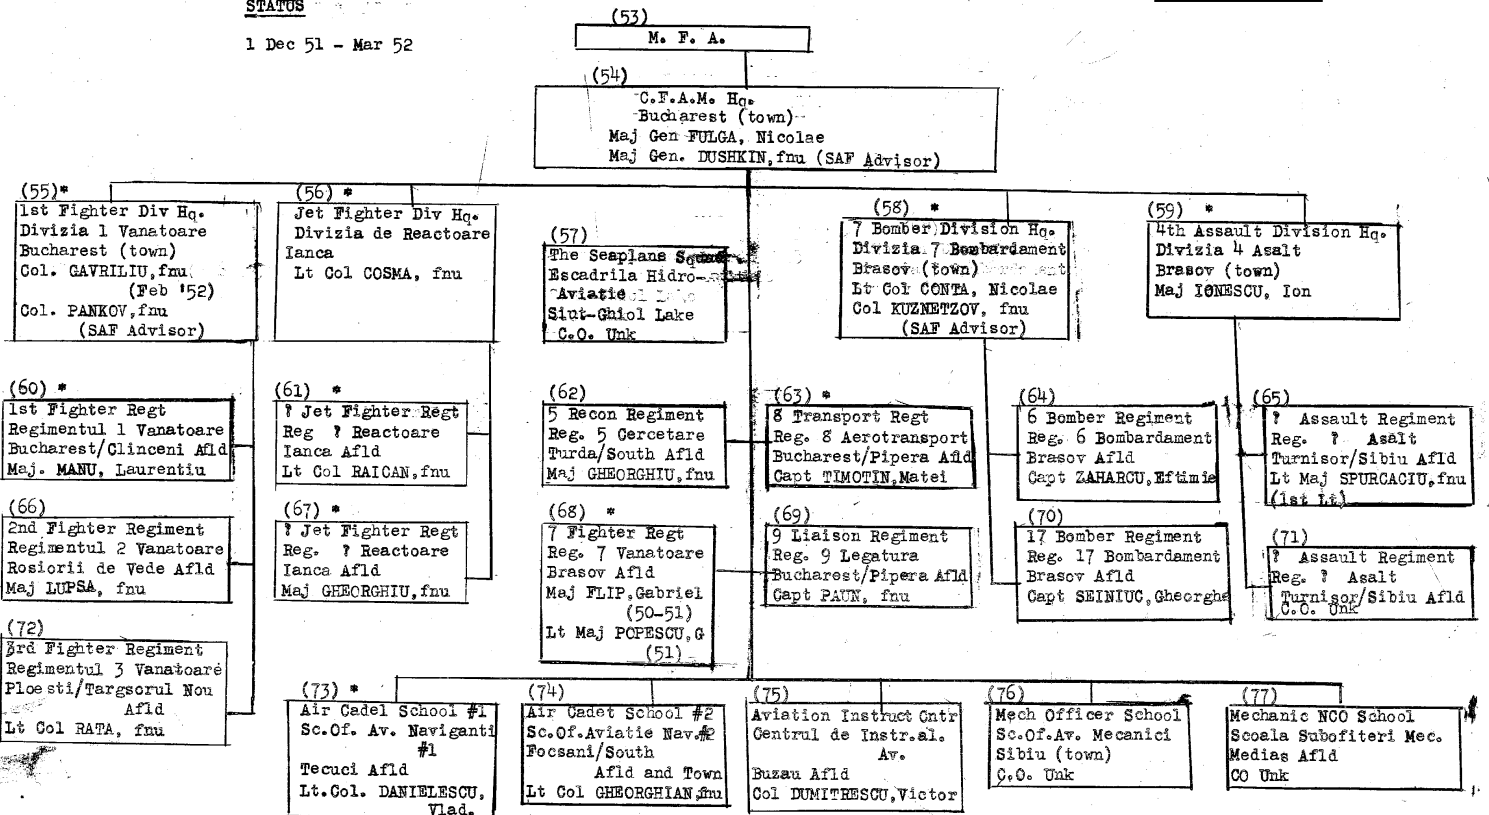 STATUS
1 Dec 51 - Mar 52
(53)
M. F. A.
(54)
C.F.A.M. Hq.
Bucharest (town)
Maj Gen FULGA, Nicolae
Maj Gen. DUSHKIN, fnu (SAF Advisor)
(55)*
1st Fighter Div Hq.
Divizia 1 Vanatoare
Bucharest (town)
Col. GAVRILIU, fnu
(Feb '52)
Col. PANKOV, fnu
(SAF Advisor)
(56) *
Jet Fighter Div Hq.
Divizia de Reactoare
Ianca
Lt Col COSMA, fnu
(57)
The Seaplane
Escadrila Hidro-
Aviatie
Siut-Ghiol Lake
C.O. Unk
(58) *
7 Bomber Division Hq.
Divizia 7 Bombardament
Brasov (town)
Lt Col CONTA, Nicolae
Col KUZNETZOV, fnu
(SAF Advisor)
(59) *
4th Assault Division Hq.
Divizia 4 Asalt
Brasov (town)
Maj IONESCU, Ion
(60) *
1st Fighter Regt
Regimentul 1 Vanatoare
Bucharest/Clinceni Afld
Maj. MANU, Laurentiu
(61) *
? Jet Fighter Regt
Reg ? Reactoare
Ianca Afld
Lt Col RAICAN, fnu
(62)
5 Recon Regiment
Reg. 5 Cercetare
Turda/South Afld
Maj GHEORGHIU, fnu
(63) *
8 Transport Regt
Reg. 8 Aerotransport
Bucharest/Pipera Afld
Capt TIMOTIN, Matei
(64)
6 Bomber Regiment
Reg. 6 Bombardament
Brasov Afld
Capt ZAHARCU, Eftimie
(65)
? Assault Regiment
Reg. ? Asalt
Turnisor/Sibiu Afld
Lt Maj SPURCACIU, fnu
(1st Lt)
(66)
2nd Fighter Regiment
Regimentul 2 Vanatoare
Rosiorii de Vede Afld
Maj LUPSA, fnu
(67) *
? Jet Fighter Regt
Reg. ? Reactoare
Ianca Afld
Maj GHEORGHIU, fnu
(68) *
7 Fighter Regt
Reg. 7 Vanatoare
Brasov Afld
Maj FLIP, Gabriel
(50-51)
Lt Maj POPESCU, G
(51)
(69)
9 Liaison Regiment
Reg. 9 Legatura
Bucharest/Pipera Afld
Capt PAUN, fnu
(70)
17 Bomber Regiment
Reg. 17 Bombardament
Brasov Afld
Capt SEINIUC, Gheorghe
(71)
? Assault Regiment
Reg. ? Asalt
Turnisor/Sibiu Afld
C.O. Unk
(72)
3rd Fighter Regiment
Regimentul 3 Vanatoare
Ploesti/Targsorul Nou
Afld
Lt Col RATA, fnu
(73) *
Air Cadel School #1
Sc.Of. Av. Naviganti
#1
Tecuci Afld
Lt.Col. DANIELESCU,
Vlad.
(74)
Air Cadet School #2
Sc.Of.Aviatie Nav.#2
Focsani/South
Afld and Town
Lt Col GHEORGHIAN, fnu
(75)
Aviation Instruct Cntr
Centrul de Instr.al.
Av.
Buzau Afld
Col DUMITRESCU, Victor
(76)
Mech Officer School
Sc.Of.Av. Mecanici
Sibiu (town)
C.O. Unk
(77)
Mechanic NCO School
Scoala Subofiteri Mec.
Medias Afld
CO Unk